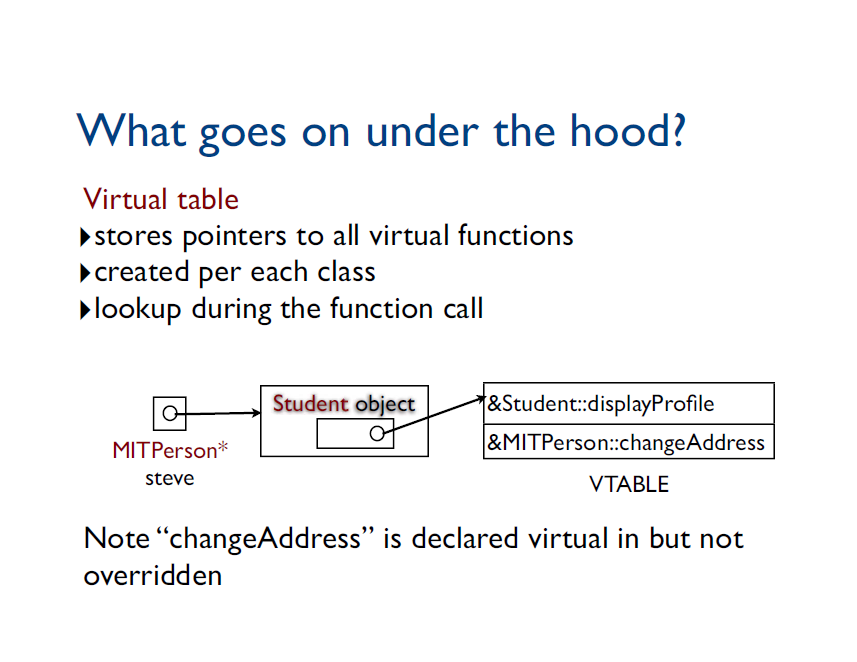 What goes on under the hood?
Virtual table
▸stores pointers to all virtual functions
▸created per each class
▸lookup during the function call
Student object
&Student::displayProfile
MITPerson*
steve
&MITPerson::changeAddress
VTABLE
Note “changeAddress” is declared virtual in but not
overridden